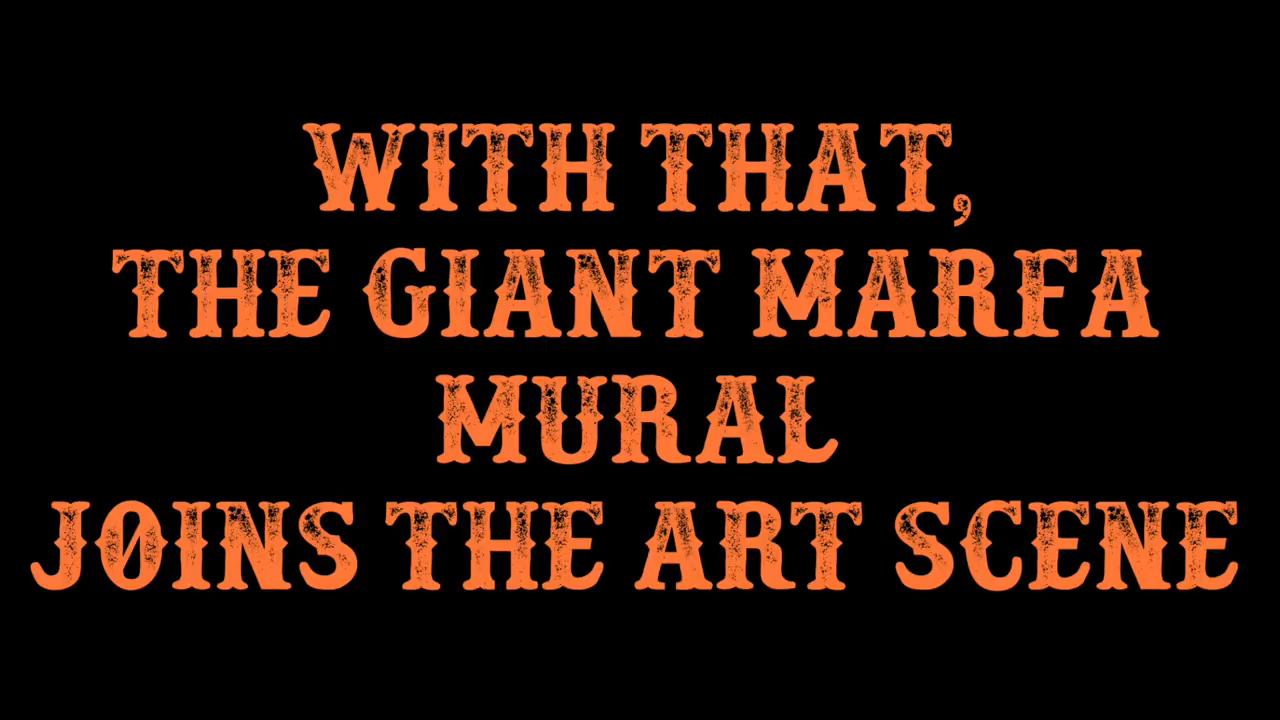 WITH THAT,
THE GIANT MARFA
MURAL
JOINS THE ART SCENE